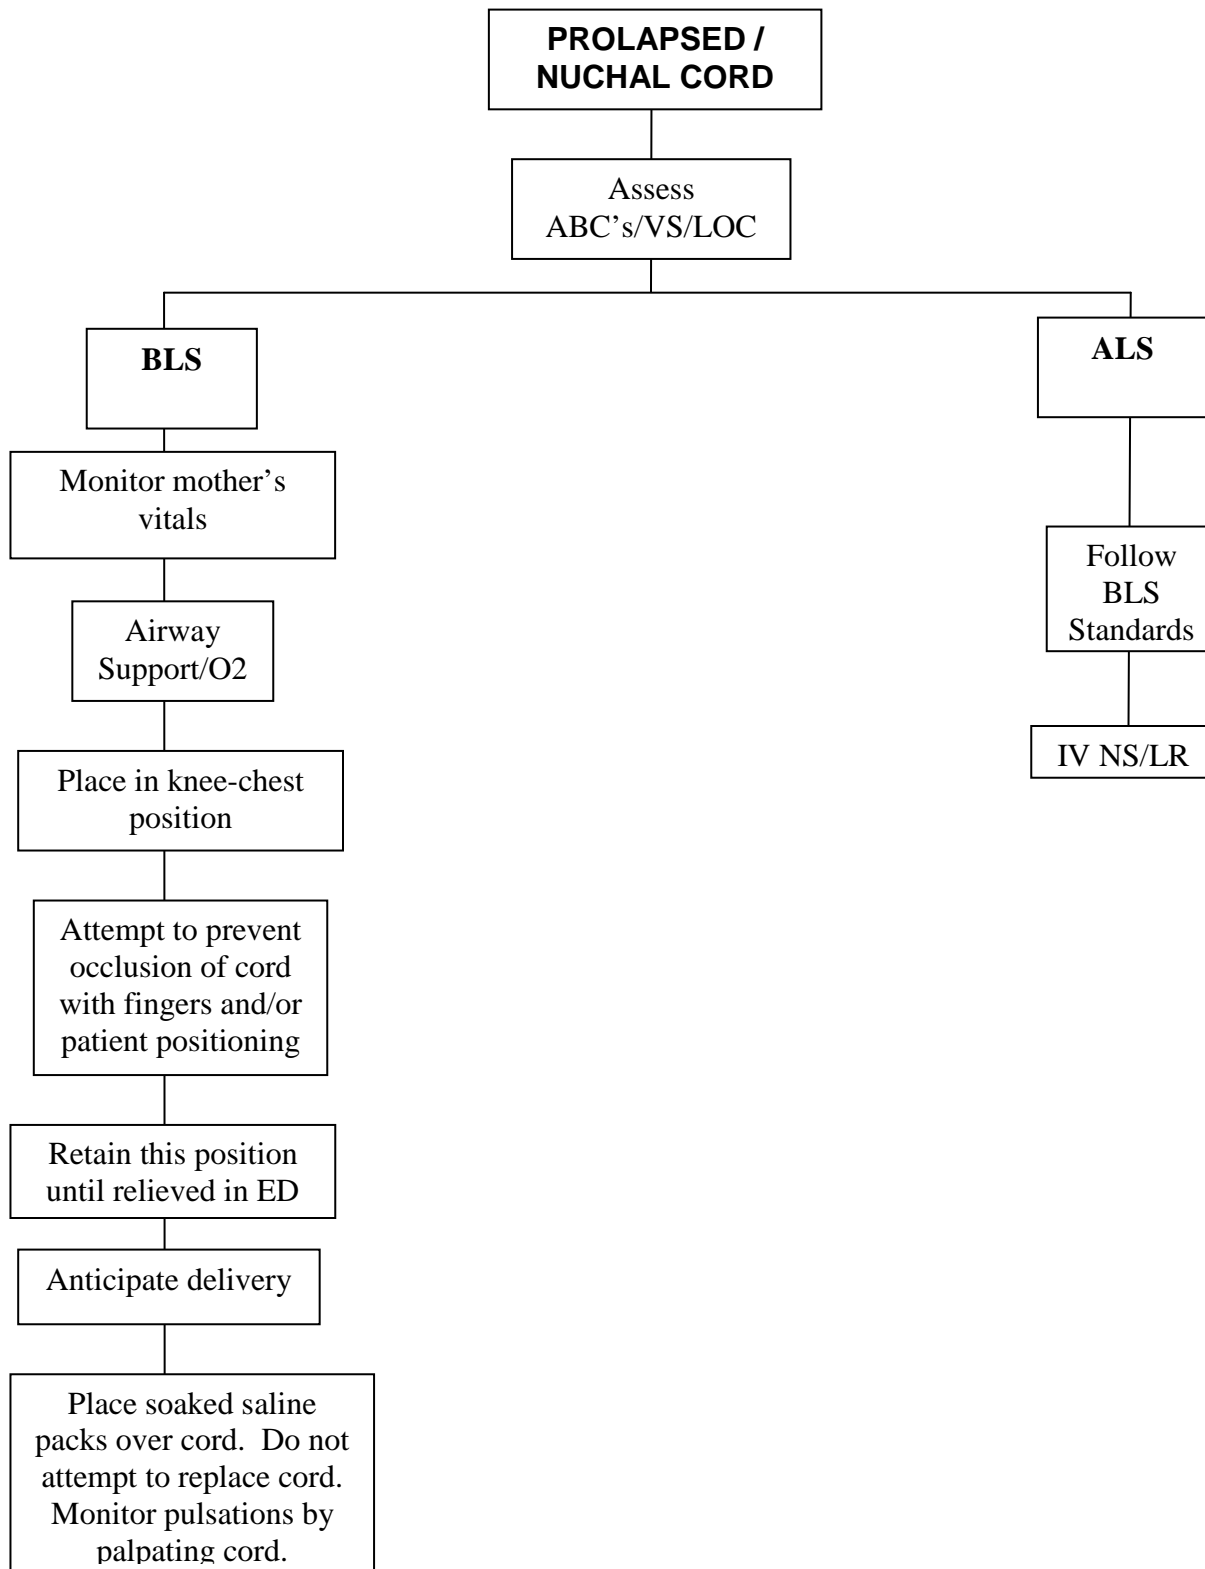 PROLAPSED /
NUCHAL CORD
Assess
ABC’s/VS/LOC
BLS
Monitor mother’s
vitals
Airway
Support/O2
Place in knee-chest
position
Attempt to prevent
occlusion of cord
with fingers and/or
patient positioning
Retain this position
until relieved in ED
Anticipate delivery
Place soaked saline
packs over cord.  Do not
attempt to replace cord.
Monitor pulsations by
palpating cord.
ALS
Follow
BLS
Standards
IV NS/LR